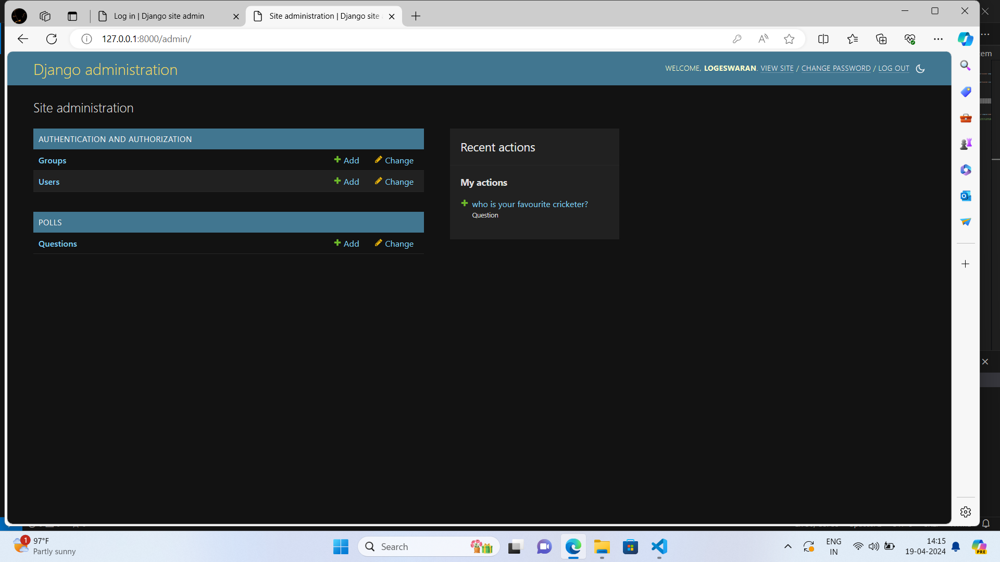 Log in | Django site admin
Site administration | Django site
127.0.0.1:8000/admin/
Django administration
WELCOME, LOGESWARAN. VIEW SITE / CHANGE PASSWORD / LOG OUT
Site administration
AUTHENTICATION AND AUTHORIZATION
Groups Add Change
Users Add Change
POLLS
Questions Add Change
Recent actions
My actions
who is your favourite cricketer?
Question
1
97°F
Partly sunny
Search
ENG
IN
14:15
19-04-2024
PRE